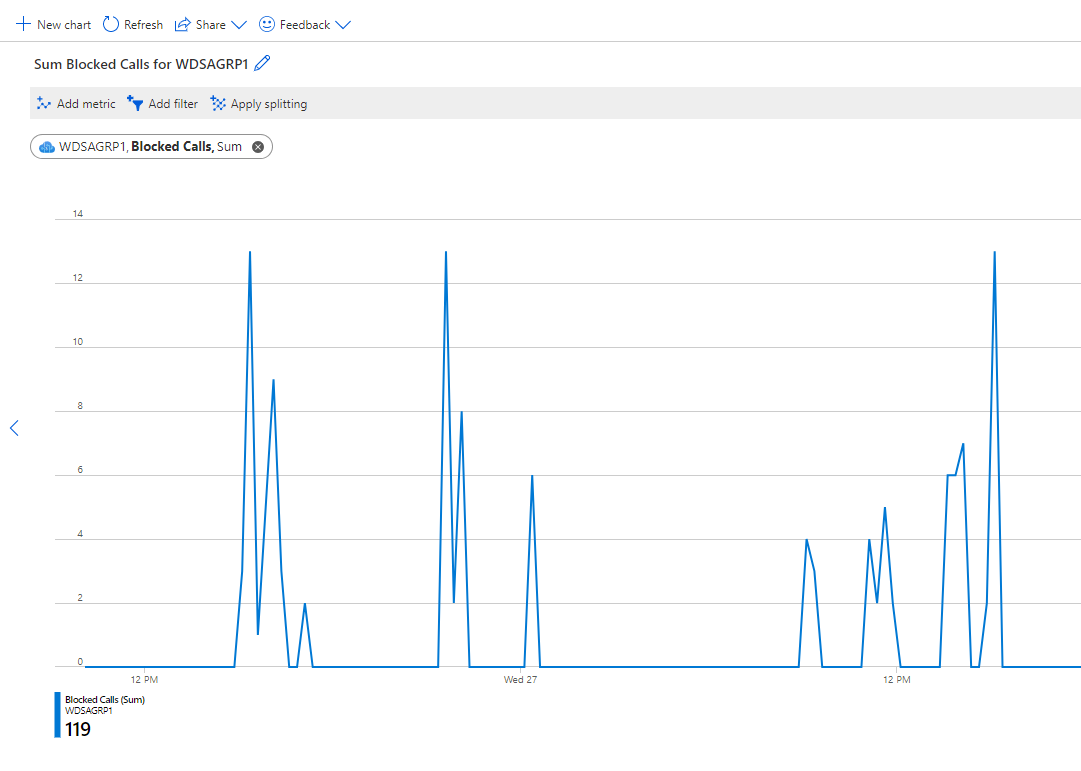 New chart Refresh Share Feedback
Sum Blocked Calls for WDSAGRP1
Add metric Add filter Apply splitting
WDSAGRP1, Blocked Calls, Sum
14
12
10
8
6
4
2
0
12 PM Wed 27 12 PM
Blocked Calls (Sum)
WDSAGRP1
119